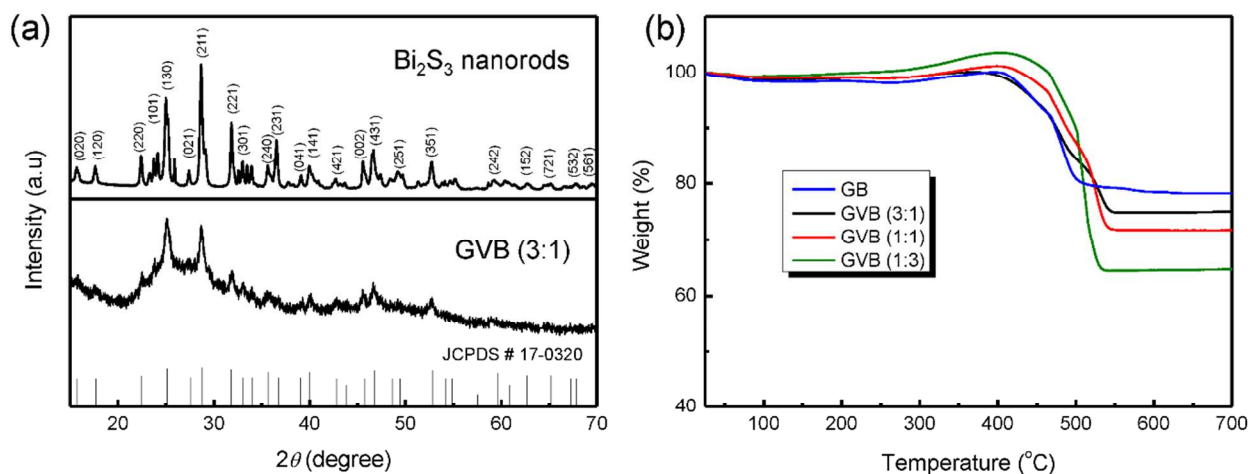 (a)
Bi₂S₃ nanorods
(020)
(120)
(220)
(101)
(130)
(021)
(211)
(221)
(301)
(240)
(231)
(041)
(141)
(421)
(002)
(431)
(251)
(351)
(242)
(152)
(721)
(532)
(561)
GVB (3:1)
JCPDS # 17-0320
Intensity (a.u)
20 30 40 50 60 70
2θ (degree)
(b)
Weight (%)
100
80
60
40
GB
GVB (3:1)
GVB (1:1)
GVB (1:3)
100 200 300 400 500 600 700
Temperature (°C)